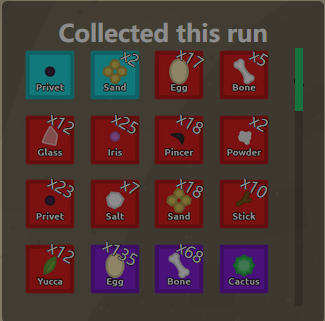 Collected this run
x2 x17 x5
Privet Sand Egg Bone
x12 x25 x18 x2
Glass Iris Pincer Powder
x23 x7 x18 x10
Privet Salt Sand Stick
x12 x135 x68
Yucca Egg Bone Cactus